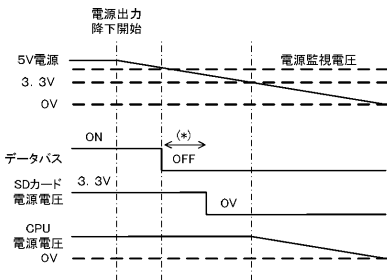 電源出力
降下開始
5V電源
電源監視電圧
3.3V
0V
ON
(*)
データバス
OFF
SDカード
電源電圧
3.3V
0V
CPU
電源電圧
0V